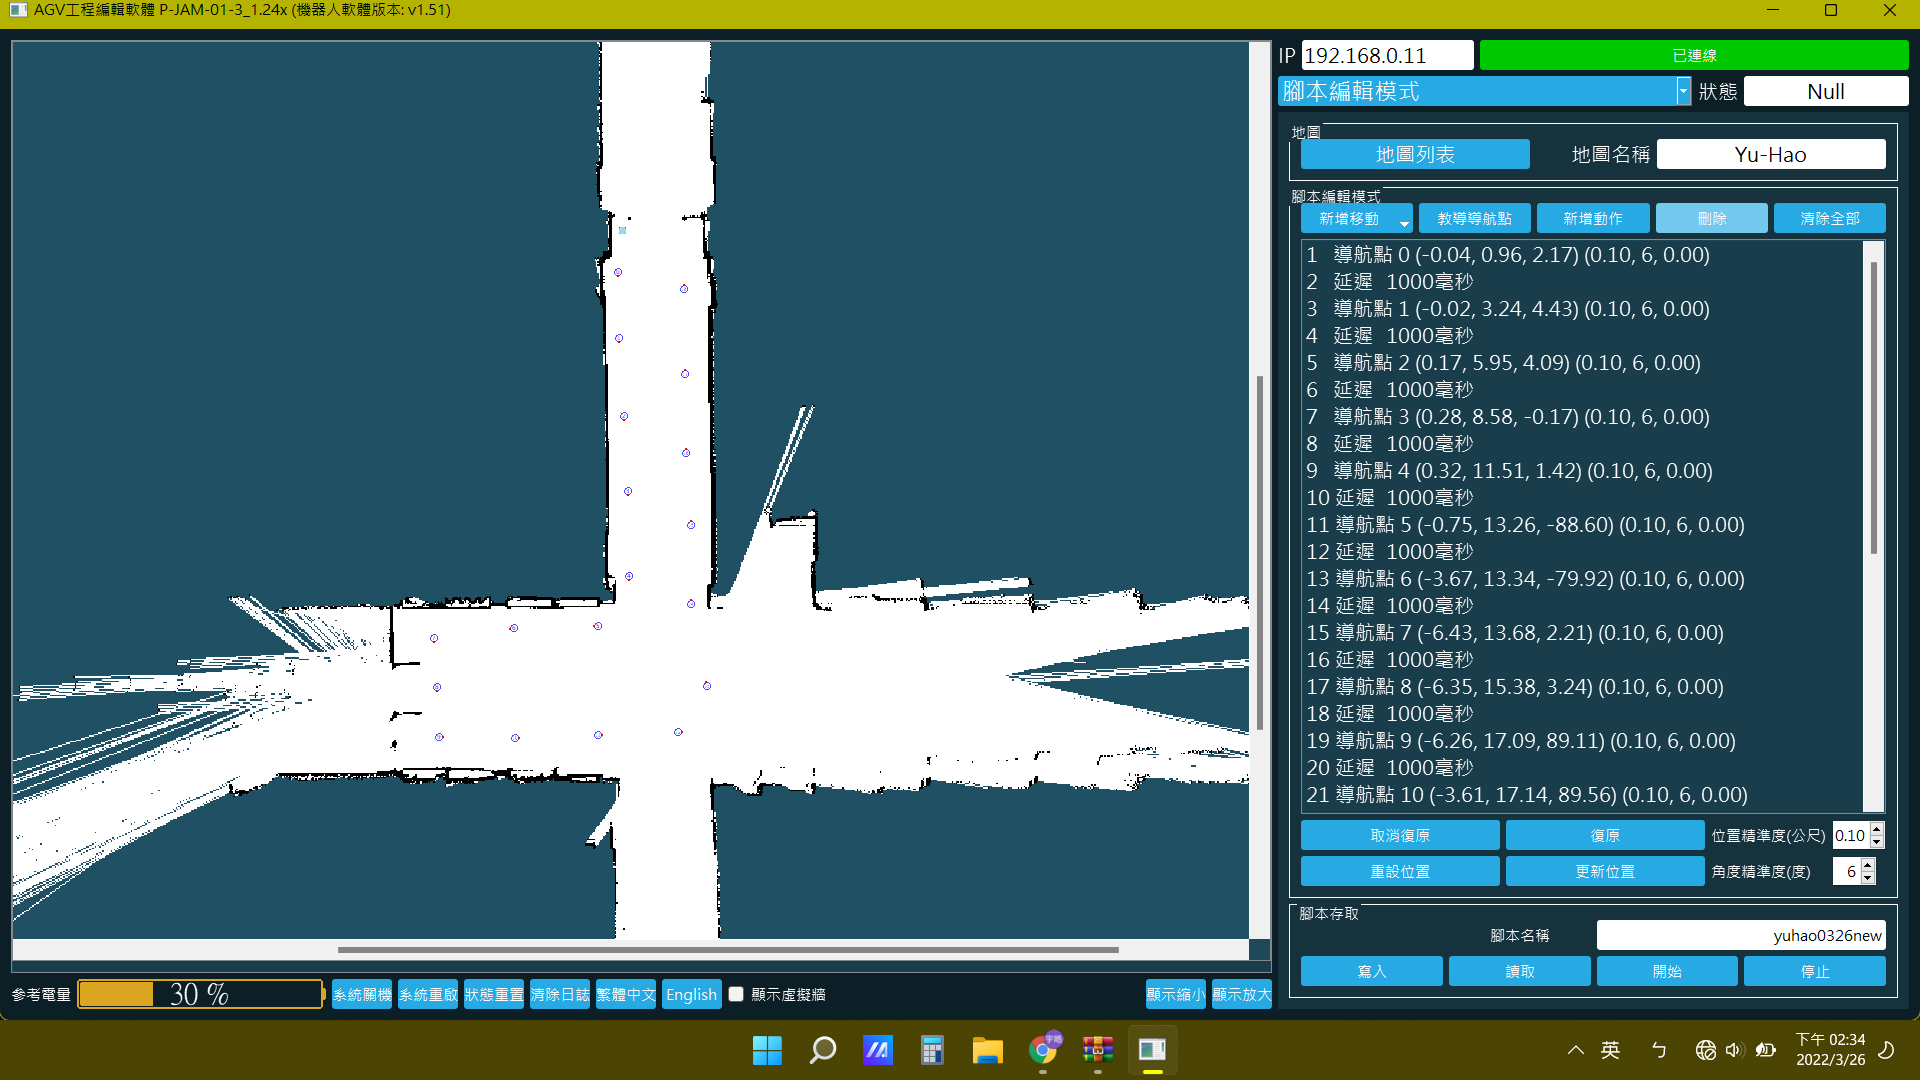 AGV工程編輯軟體 P-JAM-01-3_1.24x (機器人軟體版本: v1.51)
IP 192.168.0.11 已連線
腳本編輯模式 狀態 Null
地圖
地圖列表 地圖名稱 Yu-Hao
腳本編輯模式
新增移動 教導導航點 新增動作 刪除 清除全部
1 導航點 0 (-0.04, 0.96, 2.17) (0.10, 6, 0.00)
2 延遲 1000毫秒
3 導航點 1 (-0.02, 3.24, 4.43) (0.10, 6, 0.00)
4 延遲 1000毫秒
5 導航點 2 (0.17, 5.95, 4.09) (0.10, 6, 0.00)
6 延遲 1000毫秒
7 導航點 3 (0.28, 8.58, -0.17) (0.10, 6, 0.00)
8 延遲 1000毫秒
9 導航點 4 (0.32, 11.51, 1.42) (0.10, 6, 0.00)
10 延遲 1000毫秒
11 導航點 5 (-0.75, 13.26, -88.60) (0.10, 6, 0.00)
12 延遲 1000毫秒
13 導航點 6 (-3.67, 13.34, -79.92) (0.10, 6, 0.00)
14 延遲 1000毫秒
15 導航點 7 (-6.43, 13.68, 2.21) (0.10, 6, 0.00)
16 延遲 1000毫秒
17 導航點 8 (-6.35, 15.38, 3.24) (0.10, 6, 0.00)
18 延遲 1000毫秒
19 導航點 9 (-6.26, 17.09, 89.11) (0.10, 6, 0.00)
20 延遲 1000毫秒
21 導航點 10 (-3.61, 17.14, 89.56) (0.10, 6, 0.00)
取消復原 復原 位置精準度(公尺) 0.10
重設位置 更新位置 角度精準度(度) 6
腳本存取
腳本名稱 yuhao0326new
寫入 讀取 開始 停止
參考電量 30 % 系統關機 系統重啟 狀態重置 清除日誌 繁體中文 English 顯示虛擬牆 顯示縮小 顯示放大
英 ㄅ 下午 02:34
2022/3/26